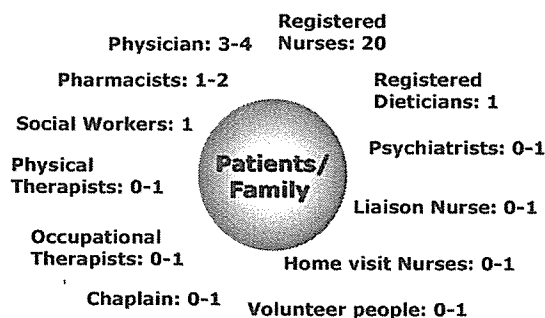 Registered
Nurses: 20
Physician: 3-4
Pharmacists: 1-2
Registered
Dieticians: 1
Social Workers: 1
Psychiatrists: 0-1
Patients/
Family
Physical
Therapists: 0-1
Liaison Nurse: 0-1
Occupational
Therapists: 0-1
Home visit Nurses: 0-1
Chaplain: 0-1
Volunteer people: 0-1